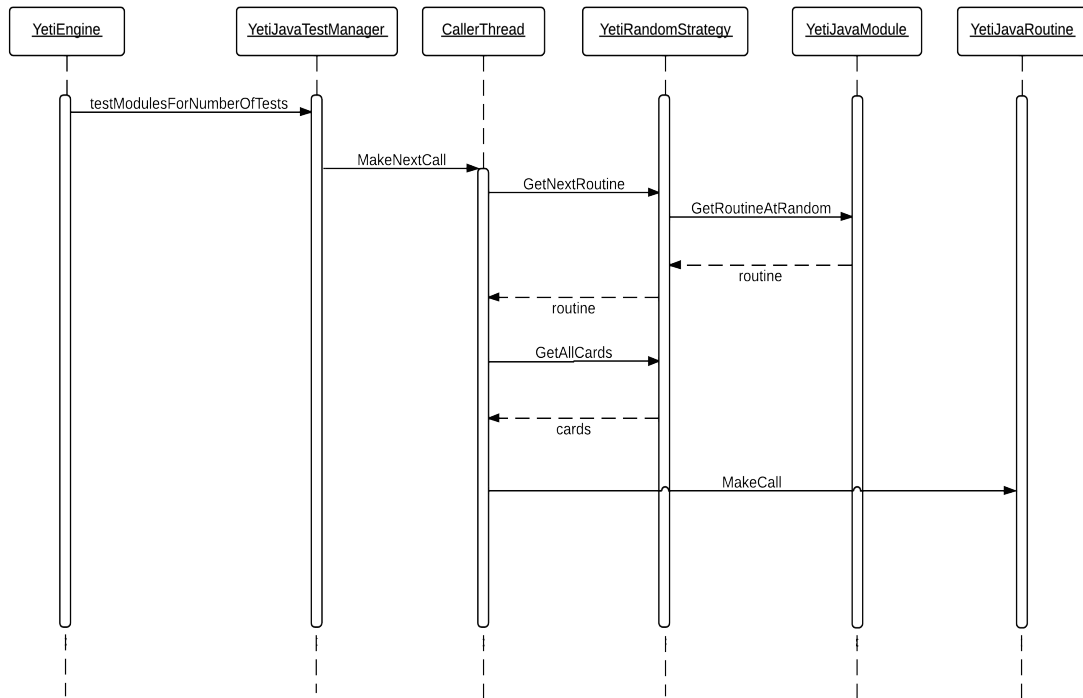 YetiEngine
YetiJavaTestManager
CallerThread
YetiRandomStrategy
YetiJavaModule
YetiJavaRoutine
testModulesForNumberOfTests
MakeNextCall
GetNextRoutine
GetRoutineAtRandom
routine
routine
GetAllCards
cards
MakeCall